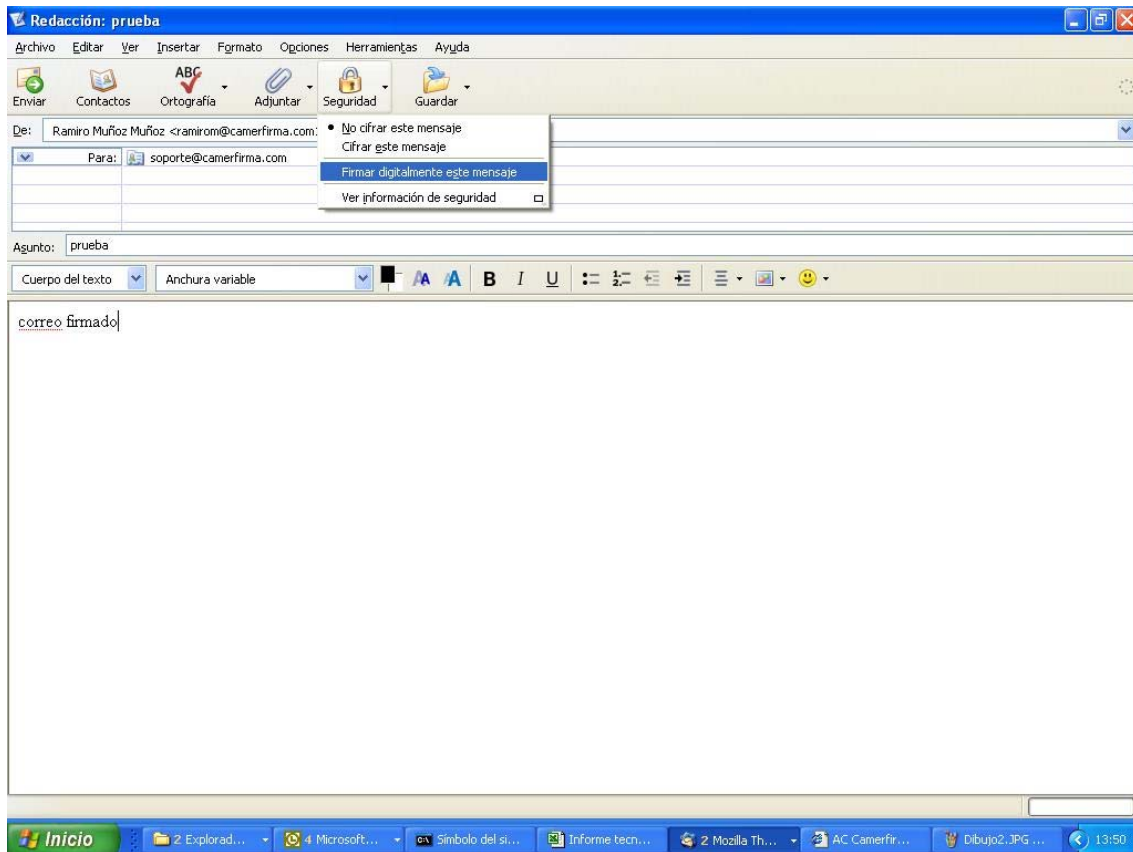 Redacción: prueba
Archivo Editar Ver Insertar Formato Opciones Herramientas Ayuda
ABC
Enviar Contactos Ortografía Adjuntar Seguridad Guardar
De: Ramiro Muñoz Muñoz <ramirom@camerfirma.com>
No cifrar este mensaje
Cifrar este mensaje
Firmar digitalmente este mensaje
Ver información de seguridad
Para: soporte@camerfirma.com
Asunto: prueba
Cuerpo del texto Anchura variable AA AA B I U
correo firmado
Inicio 2 Explorad... 4 Microsoft... Símbolo del si... Informe tecn... 2 Mozilla Th... AC Camerfir... Dibujo2.JPG ... 13:50